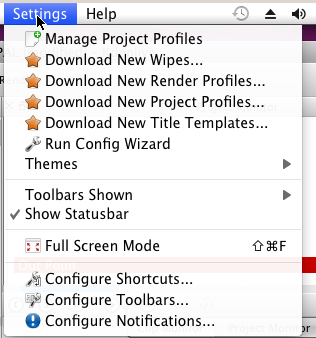 Settings Help
Manage Project Profiles
Download New Wipes...
Download New Render Profiles...
Download New Project Profiles...
Download New Title Templates...
Run Config Wizard
Themes
Toolbars Shown
Show Statusbar
Full Screen Mode ⇧⌘F
Configure Shortcuts...
Configure Toolbars...
Configure Notifications...
Project Monitor